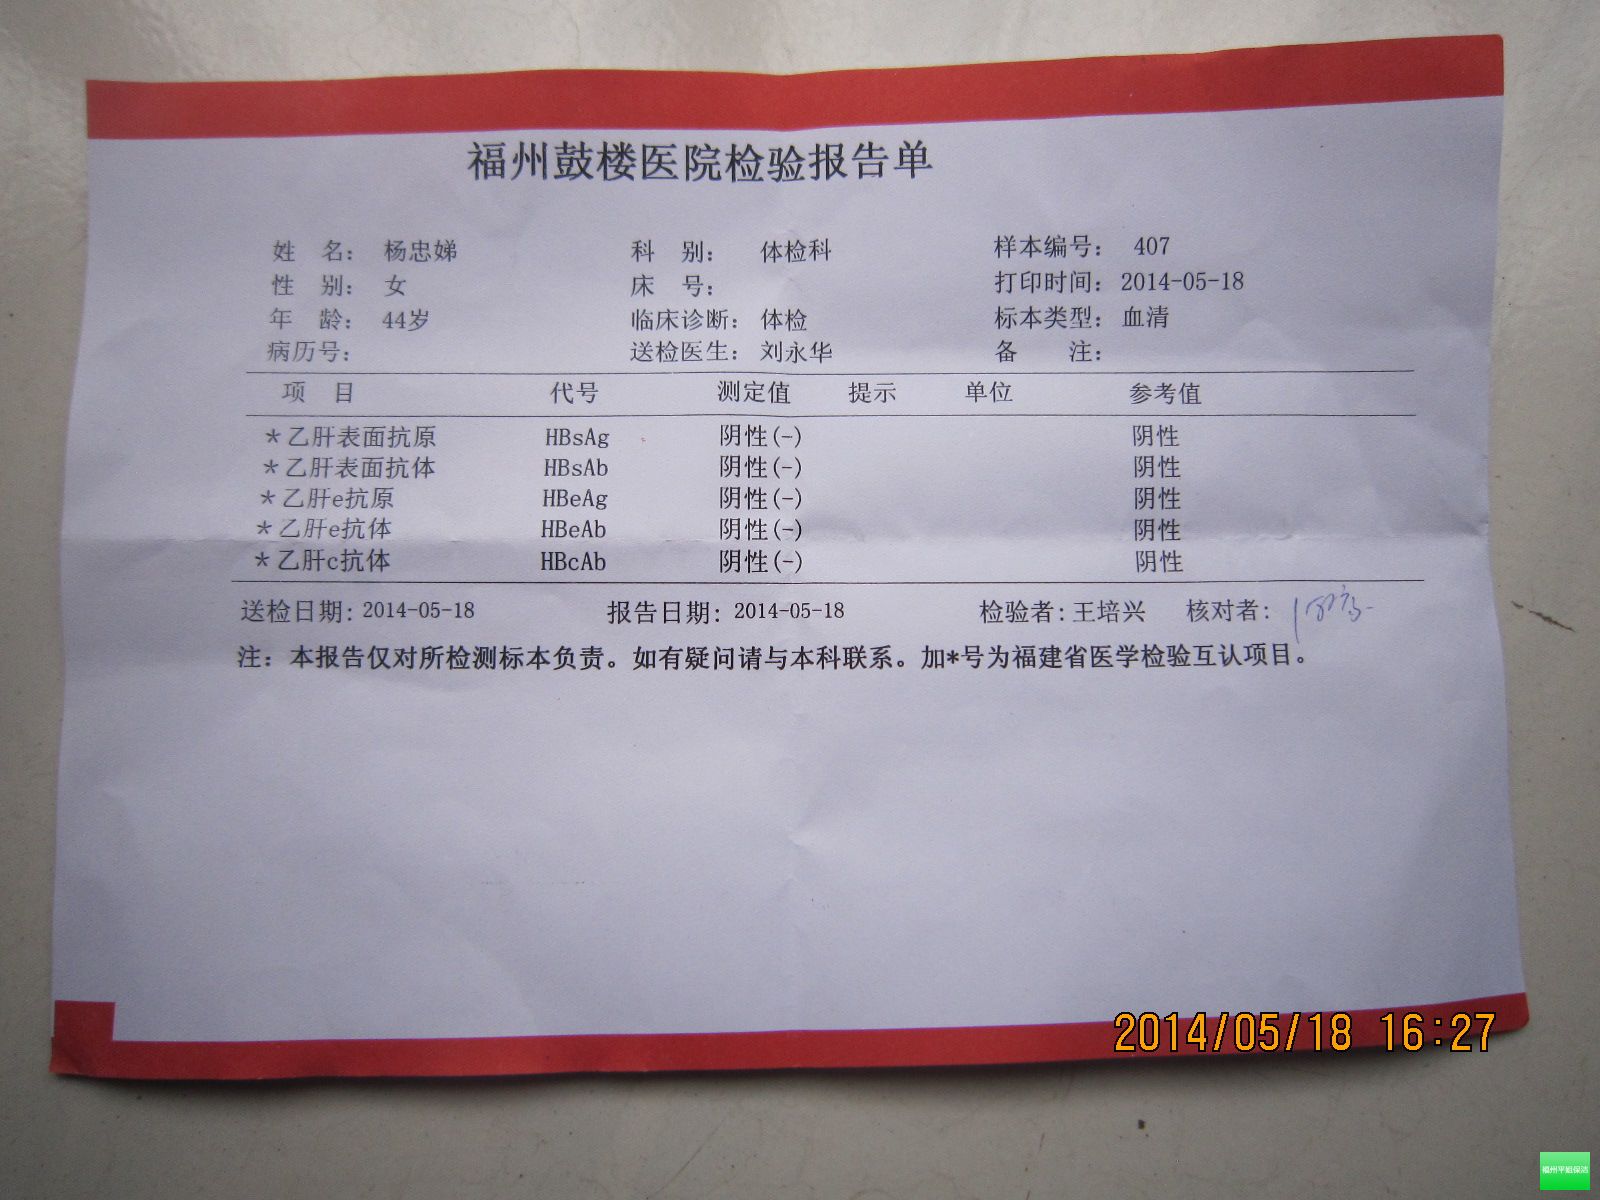 福州鼓楼医院检验报告单
姓 名： 杨忠娣 科 别： 体检科 样本编号： 407
性 别： 女 床 号： 打印时间： 2014-05-18
年 龄： 44岁 临床诊断： 体检 标本类型： 血清
病历号： 送检医生： 刘永华 备 注：
项 目 代号 测定值 提示 单位 参考值
*乙肝表面抗原 HBsAg 阴性(-) 阴性
*乙肝表面抗体 HBsAb 阴性(-) 阴性
*乙肝e抗原 HBeAg 阴性(-) 阴性
*乙肝e抗体 HBeAb 阴性(-) 阴性
*乙肝c抗体 HBcAb 阴性(-) 阴性
送检日期: 2014-05-18 报告日期: 2014-05-18 检验者: 王培兴 核对者:
注：本报告仅对所检测标本负责。如有疑问请与本科联系。加*号为福建省医学检验互认项目。
2014/05/18 16:27
福州平姐保洁